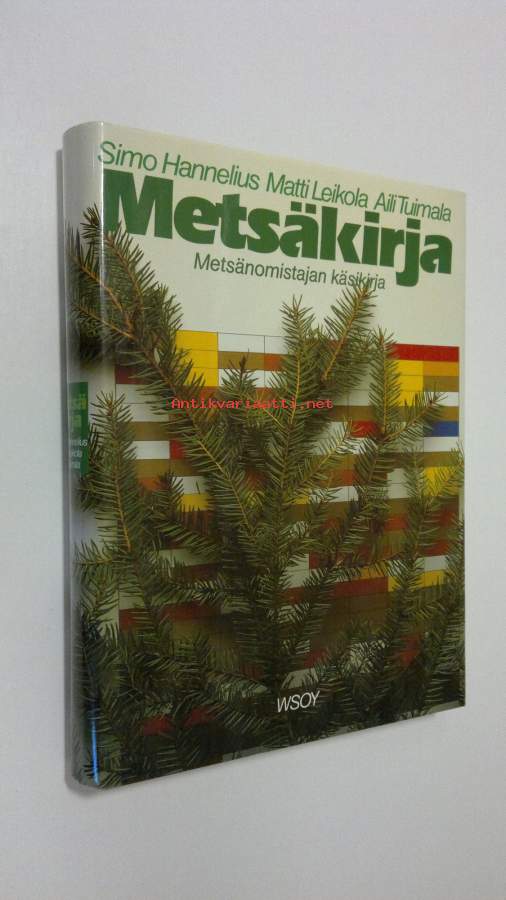 Simo Hannelius Matti Leikola Aili Tuimala
Metsäkirja
Metsänomistajan käsikirja
Antikvariaatti.net
WSOY